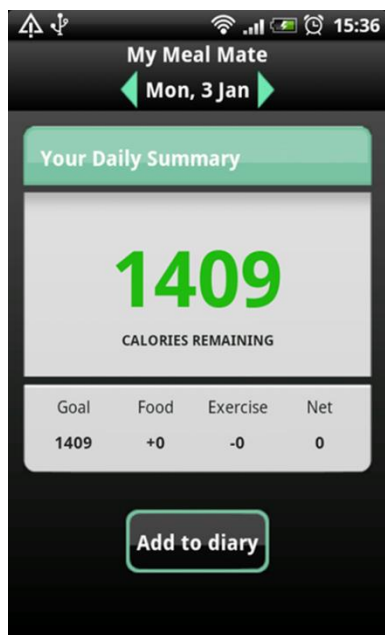 15:36
My Meal Mate
Mon, 3 Jan
Your Daily Summary
1409
CALORIES REMAINING
Goal Food Exercise Net
1409 +0 -0 0
Add to diary